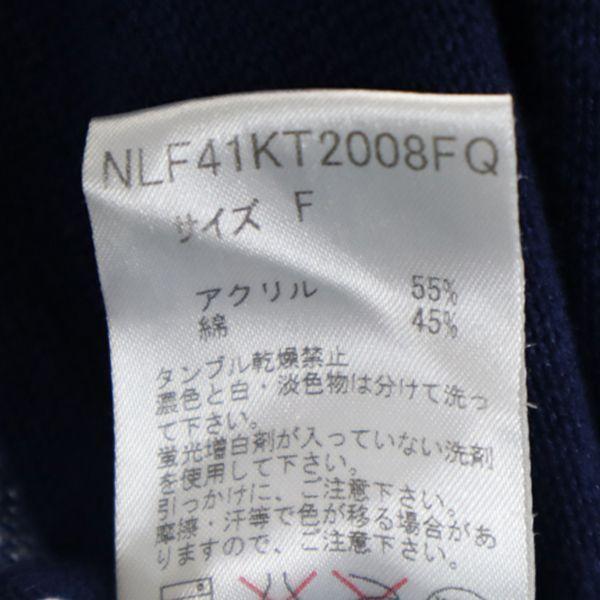 NLF41KT2008FQ
サイズ F
アクリル 55%
綿 45%
タンブル乾燥禁止
濃色と白・淡色物は分けて洗っ
て下さい。
蛍光増白剤が入っていない洗剤
を使用して下さい。
引っかけに、ご注意下さい。
摩擦・汗等で色が移る場合があ
りますので、ご注意下さい。